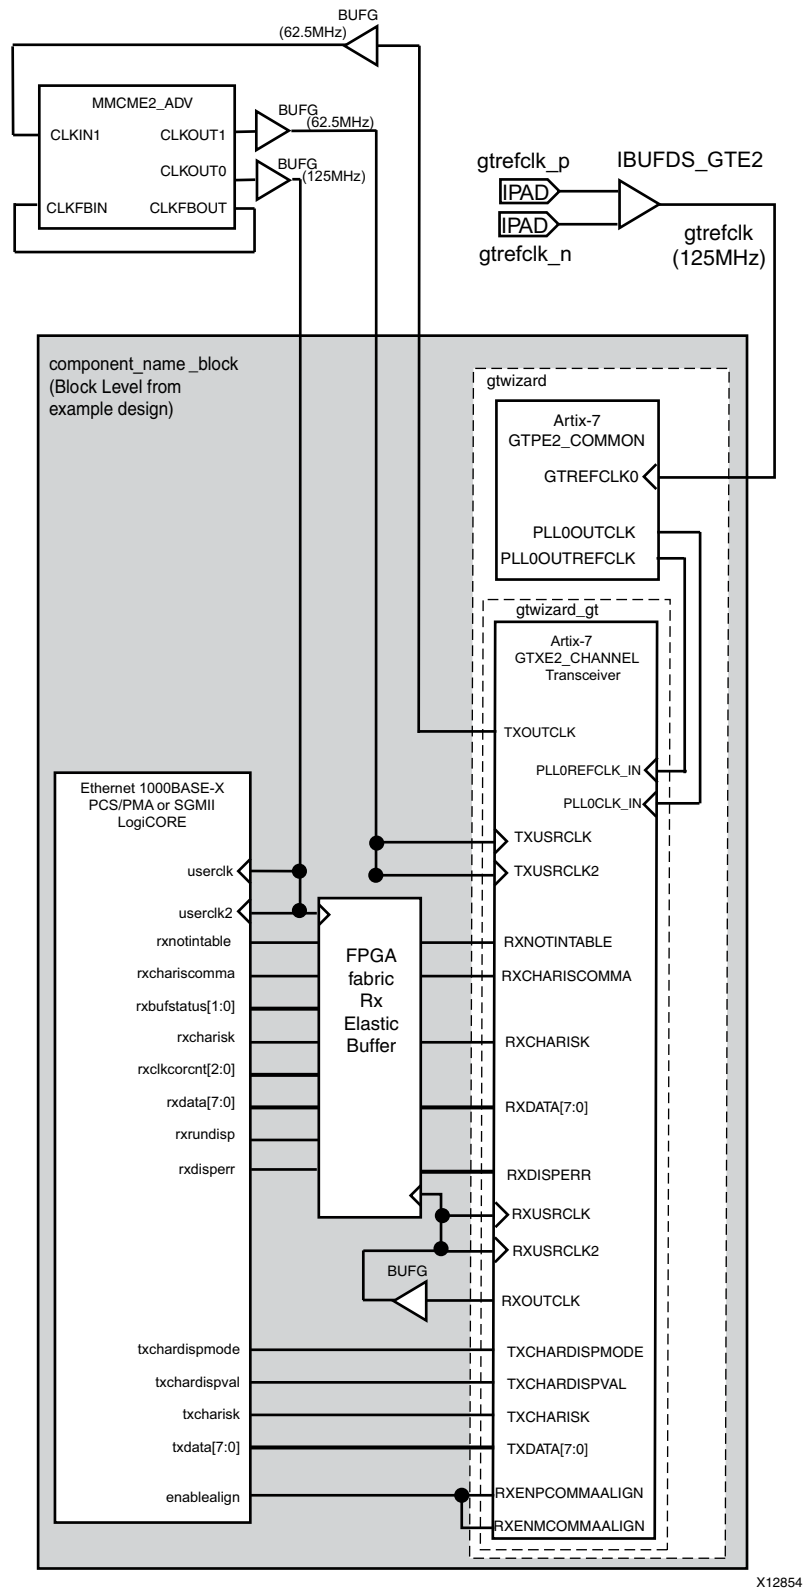 BUFG
(62.5MHz)
MMCME2_ADV
CLKIN1
CLKOUT1
CLKOUT0
CLKFBIN
CLKFBOUT
BUFG
(62.5MHz)
BUFG
(125MHz)
gtrefclk_p
IBUFDS_GTE2
IPAD
IPAD
gtrefclk_n
gtrefclk
(125MHz)
component_name _block
(Block Level from
example design)
gtwizard
Artix-7
GTPE2_COMMON
GTREFCLK0
PLL0OUTCLK
PLL0OUTREFCLK
gtwizard_gt
Artix-7
GTXE2_CHANNEL
Transceiver
TXOUTCLK
PLL0REFCLK_IN
PLL0CLK_IN
TXUSRCLK
TXUSRCLK2
Ethernet 1000BASE-X
PCS/PMA or SGMII
LogiCORE
userclk
userclk2
rxnotintable
rxchariscomma
rxbufstatus[1:0]
rxcharisk
rxclkcorcnt[2:0]
rxdata[7:0]
rxrundisp
rxdisperr
FPGA
fabric
Rx
Elastic
Buffer
RXNOTINTABLE
RXCHARISCOMMA
RXCHARISK
RXDATA[7:0]
RXDISPERR
RXUSRCLK
RXUSRCLK2
BUFG
RXOUTCLK
txchardispmode
txchardispval
txcharisk
txdata[7:0]
enablealign
TXCHARDISPMODE
TXCHARDISPVAL
TXCHARISK
TXDATA[7:0]
RXENPCOMMAALIGN
RXENMCOMMAALIGN
X12854